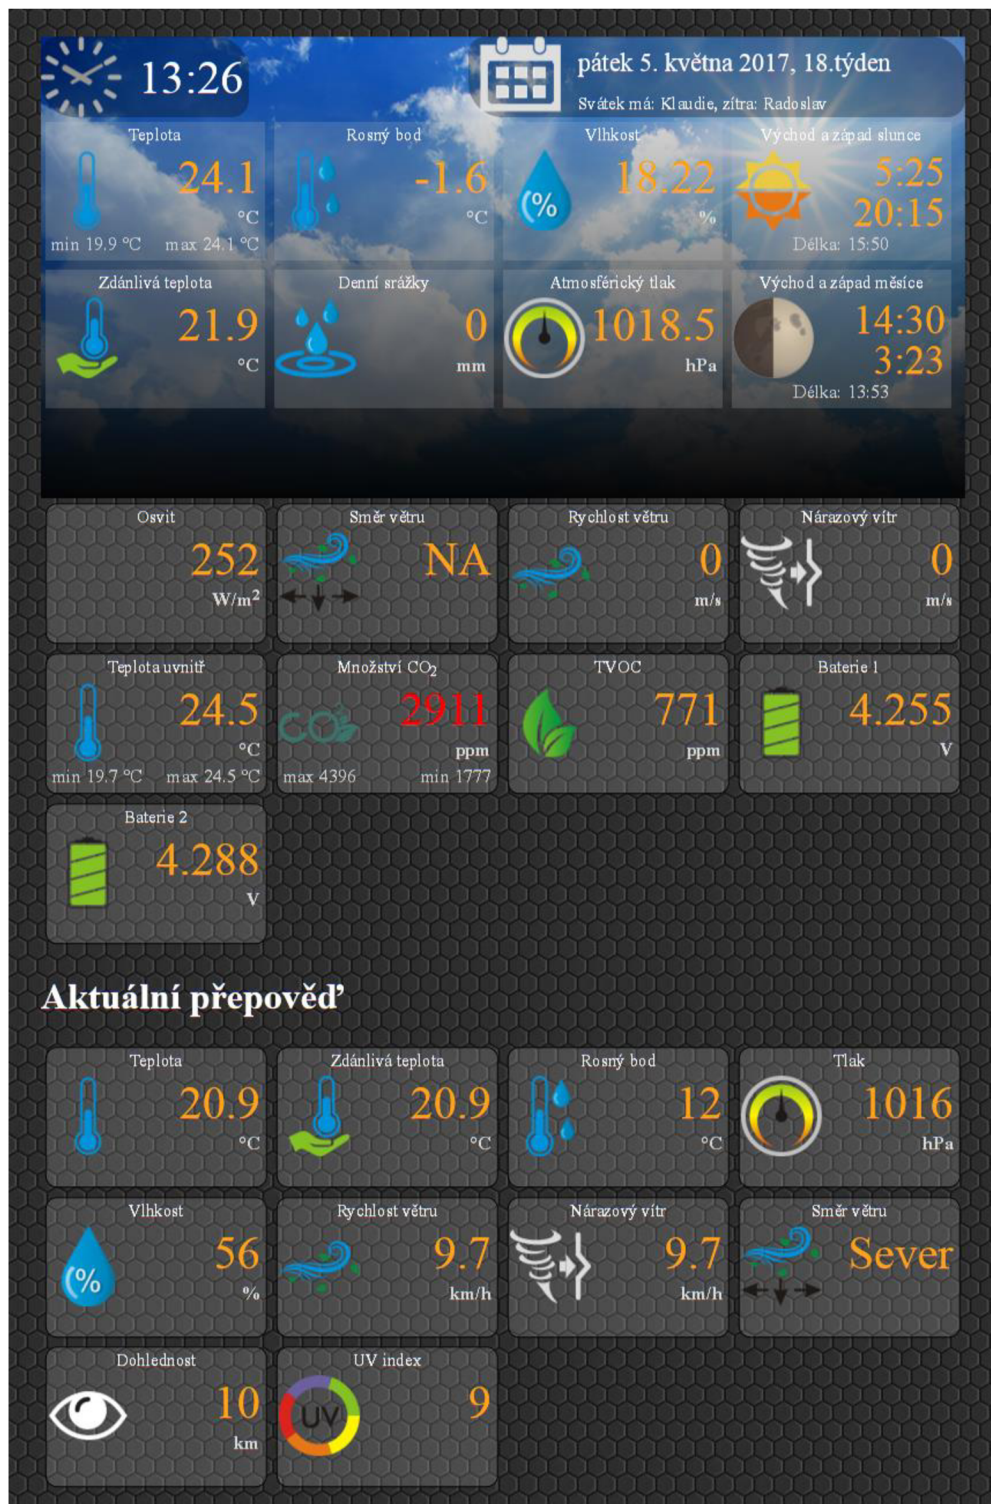 13:26
pátek 5. května 2017, 18.týden
Svátek má: Klaudie, zítra: Radoslav
Teplota
24.1
°C
min 19.9 °C max 24.1 °C
Rosný bod
-1.6
°C
Vlhkost
18.22
%
(%
Východ a západ slunce
5:25
20:15
Délka: 15:50
Zdánlivá teplota
21.9
°C
Denní srážky
0
mm
Atmosférický tlak
1018.5
hPa
Východ a západ měsíce
14:30
3:23
Délka: 13:53
Osvit
252
W/m²
Směr větru
NA
Rychlost větru
0
m/s
Nárazový vítr
0
m/s
Teplota uvnitř
24.5
°C
min 19.7 °C max 24.5 °C
Množství CO₂
CO
2911
ppm
max 4396 min 1777
TVOC
771
ppm
Baterie 1
4.255
V
Baterie 2
4.288
V
Aktuální přepověď
Teplota
20.9
°C
Zdánlivá teplota
20.9
°C
Rosný bod
12
°C
Tlak
1016
hPa
Vlhkost
(%
56
%
Rychlost větru
9.7
km/h
Nárazový vítr
9.7
km/h
Směr větru
Sever
Dohlednost
10
km
UV index
UV
9